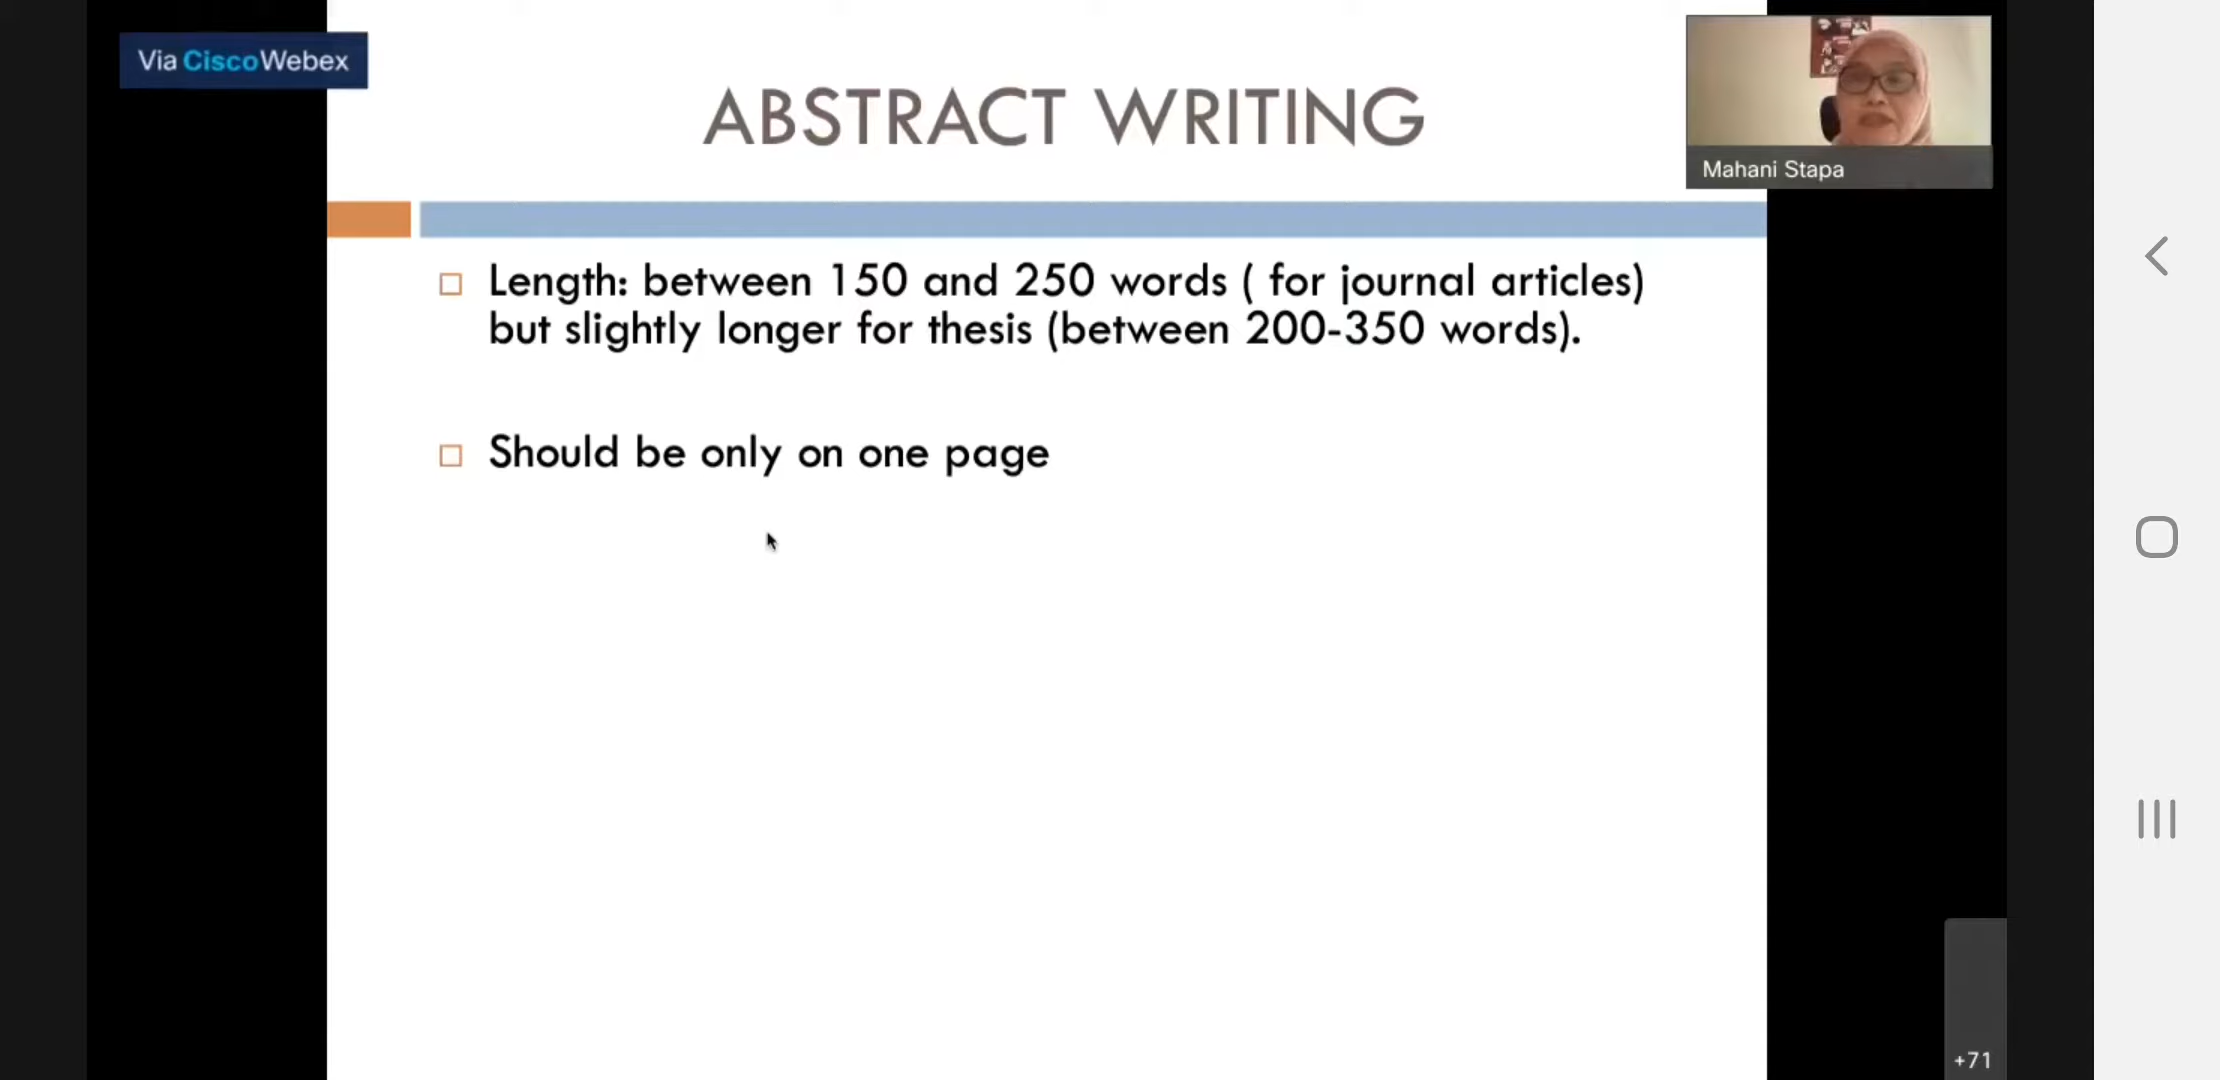 Via CiscoWebex
ABSTRACT WRITING
Mahani Stapa
Length: between 150 and 250 words ( for journal articles)
but slightly longer for thesis (between 200-350 words).
Should be only on one page
+71